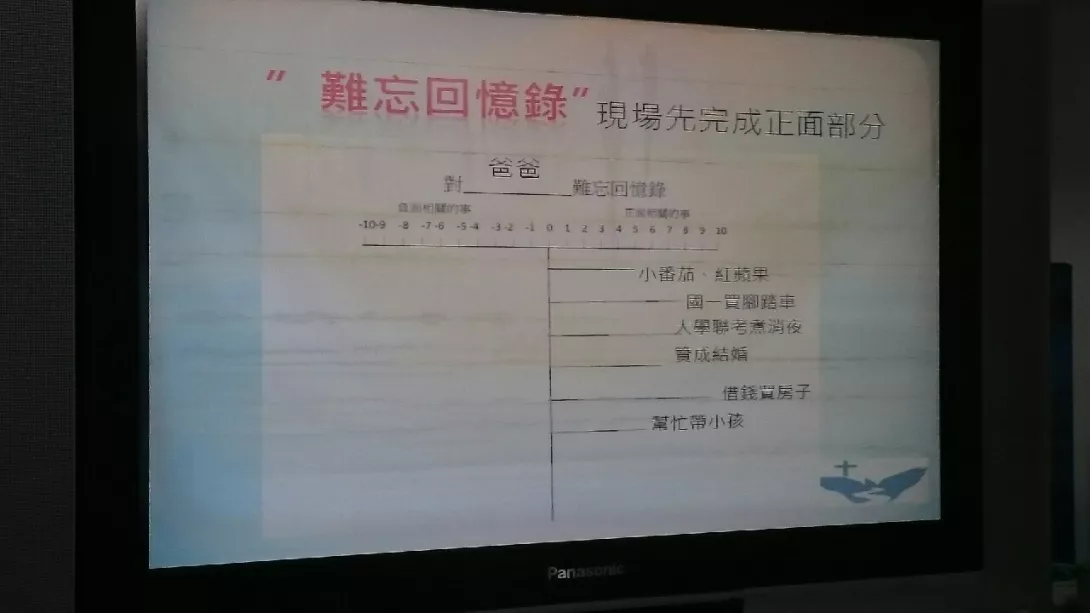 "難忘回憶錄"現場先完成正面部分
爸爸
對________難忘回憶錄
負面相關的事 正面相關的事
-10-9 -8 -7-6 -5-4 -3-2 -1 0 1 2 3 4 5 6 7 8 9 10
小番茄、紅蘋果
國一買腳踏車
大學聯考煮消夜
贊成結婚
借錢買房子
幫忙帶小孩
Panasonic